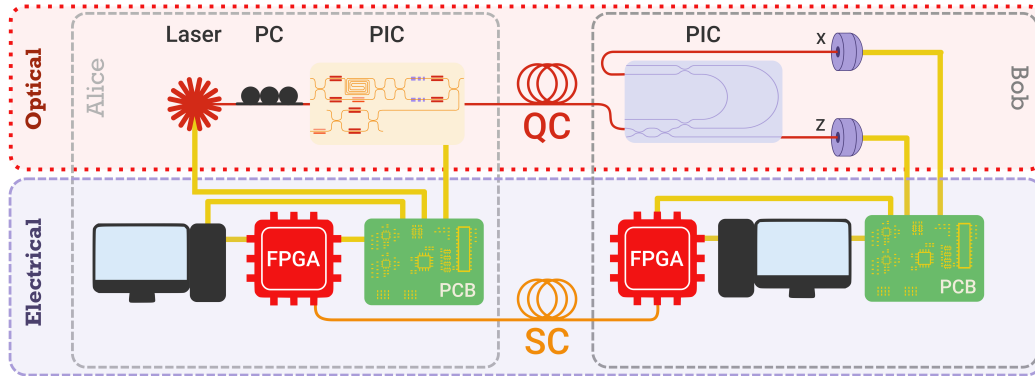 Optical
Alice
Laser
PC
PIC
QC
PIC
X
Z
Bob
Electrical
FPGA
PCB
SC
FPGA
PCB